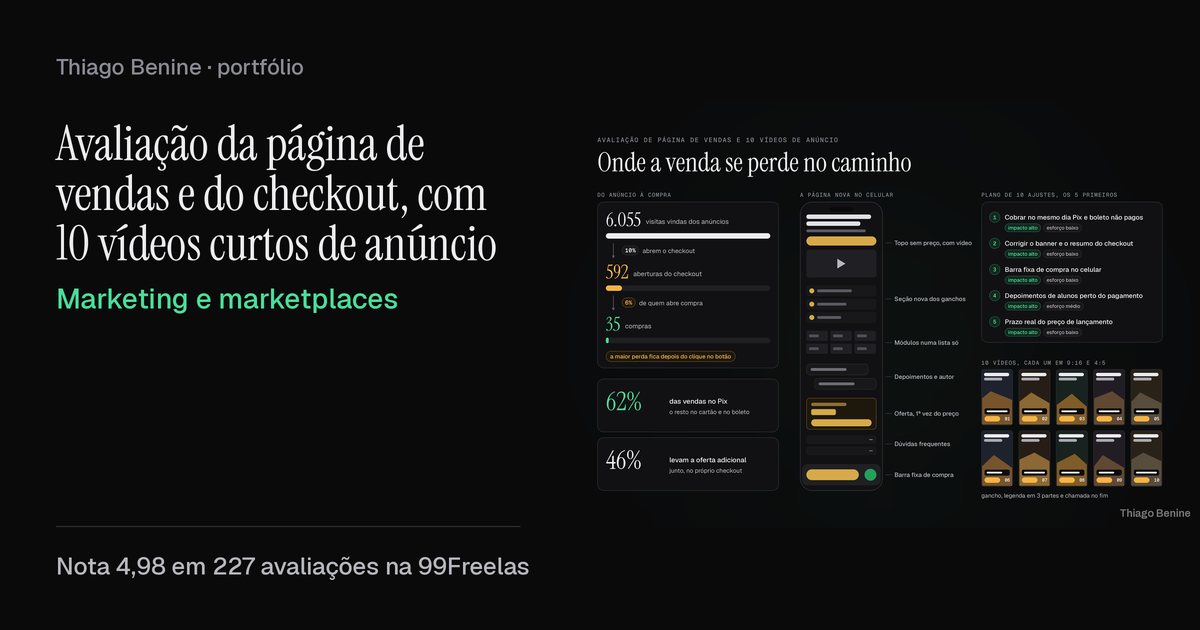 Thiago Benine · portfólio
Avaliação da página de
vendas e do checkout, com
10 vídeos curtos de anúncio
Marketing e marketplaces
Nota 4,98 em 227 avaliações na 99Freelas
AVALIAÇÃO DE PÁGINA DE VENDAS E 10 VÍDEOS DE ANÚNCIO
Onde a venda se perde no caminho
DO ANÚNCIO À COMPRA
6.055 visitas vindas dos anúncios
10% abrem o checkout
592 aberturas do checkout
6% de quem abre compra
35 compras
a maior perda fica depois do clique no botão
62% das vendas no Pix
o resto no cartão e no boleto
46% levam a oferta adicional
junto, no próprio checkout
A PÁGINA NOVA NO CELULAR
Topo sem preço, com vídeo
Seção nova dos ganchos
Módulos numa lista só
Depoimentos e autor
Oferta, 1ª vez do preço
Dúvidas frequentes
Barra fixa de compra
PLANO DE 10 AJUSTES, OS 5 PRIMEIROS
1 Cobrar no mesmo dia Pix e boleto não pagos
impacto alto esforço baixo
2 Corrigir o banner e o resumo do checkout
impacto alto esforço baixo
3 Barra fixa de compra no celular
impacto alto esforço baixo
4 Depoimentos de alunos perto do pagamento
impacto alto esforço médio
5 Prazo real do preço de lançamento
impacto alto esforço baixo
10 VÍDEOS, CADA UM EM 9:16 E 4:5
01 02 03 04 05
06 07 08 09 10
gancho, legenda em 3 partes e chamada no fim
Thiago Benine